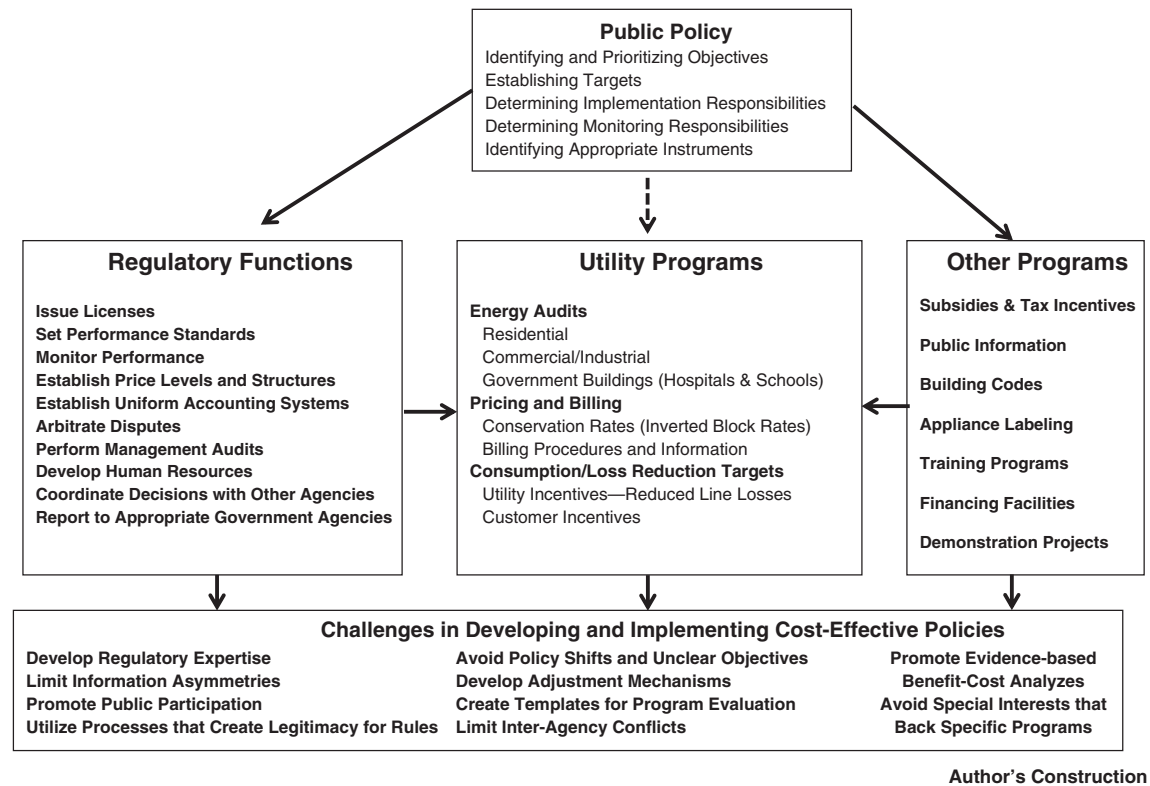 Public Policy
Identifying and Prioritizing Objectives
Establishing Targets
Determining Implementation Responsibilities
Determining Monitoring Responsibilities
Identifying Appropriate Instruments
Regulatory Functions
Issue Licenses
Set Performance Standards
Monitor Performance
Establish Price Levels and Structures
Establish Uniform Accounting Systems
Arbitrate Disputes
Perform Management Audits
Develop Human Resources
Coordinate Decisions with Other Agencies
Report to Appropriate Government Agencies
Utility Programs
Energy Audits
Residential
Commercial/Industrial
Government Buildings (Hospitals & Schools)
Pricing and Billing
Conservation Rates (Inverted Block Rates)
Billing Procedures and Information
Consumption/Loss Reduction Targets
Utility Incentives—Reduced Line Losses
Customer Incentives
Other Programs
Subsidies & Tax Incentives
Public Information
Building Codes
Appliance Labeling
Training Programs
Financing Facilities
Demonstration Projects
Challenges in Developing and Implementing Cost-Effective Policies
Develop Regulatory Expertise
Limit Information Asymmetries
Promote Public Participation
Utilize Processes that Create Legitimacy for Rules
Avoid Policy Shifts and Unclear Objectives
Develop Adjustment Mechanisms
Create Templates for Program Evaluation
Limit Inter-Agency Conflicts
Promote Evidence-based
Benefit-Cost Analyzes
Avoid Special Interests that
Back Specific Programs
Author's Construction